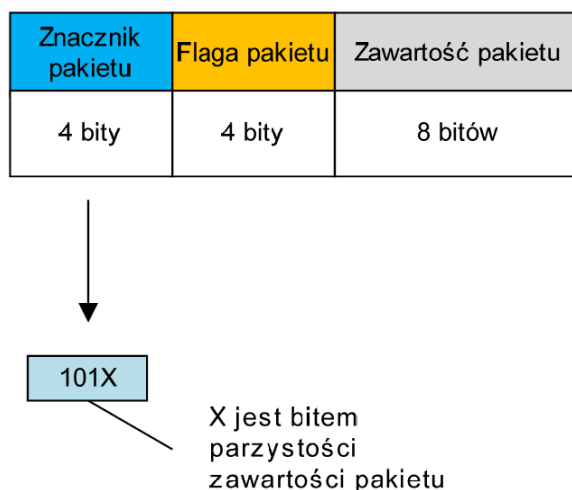 Znacznik
pakietu
Flaga pakietu
Zawartość pakietu
4 bity
4 bity
8 bitów
101X
X jest bitem
parzystości
zawartości pakietu